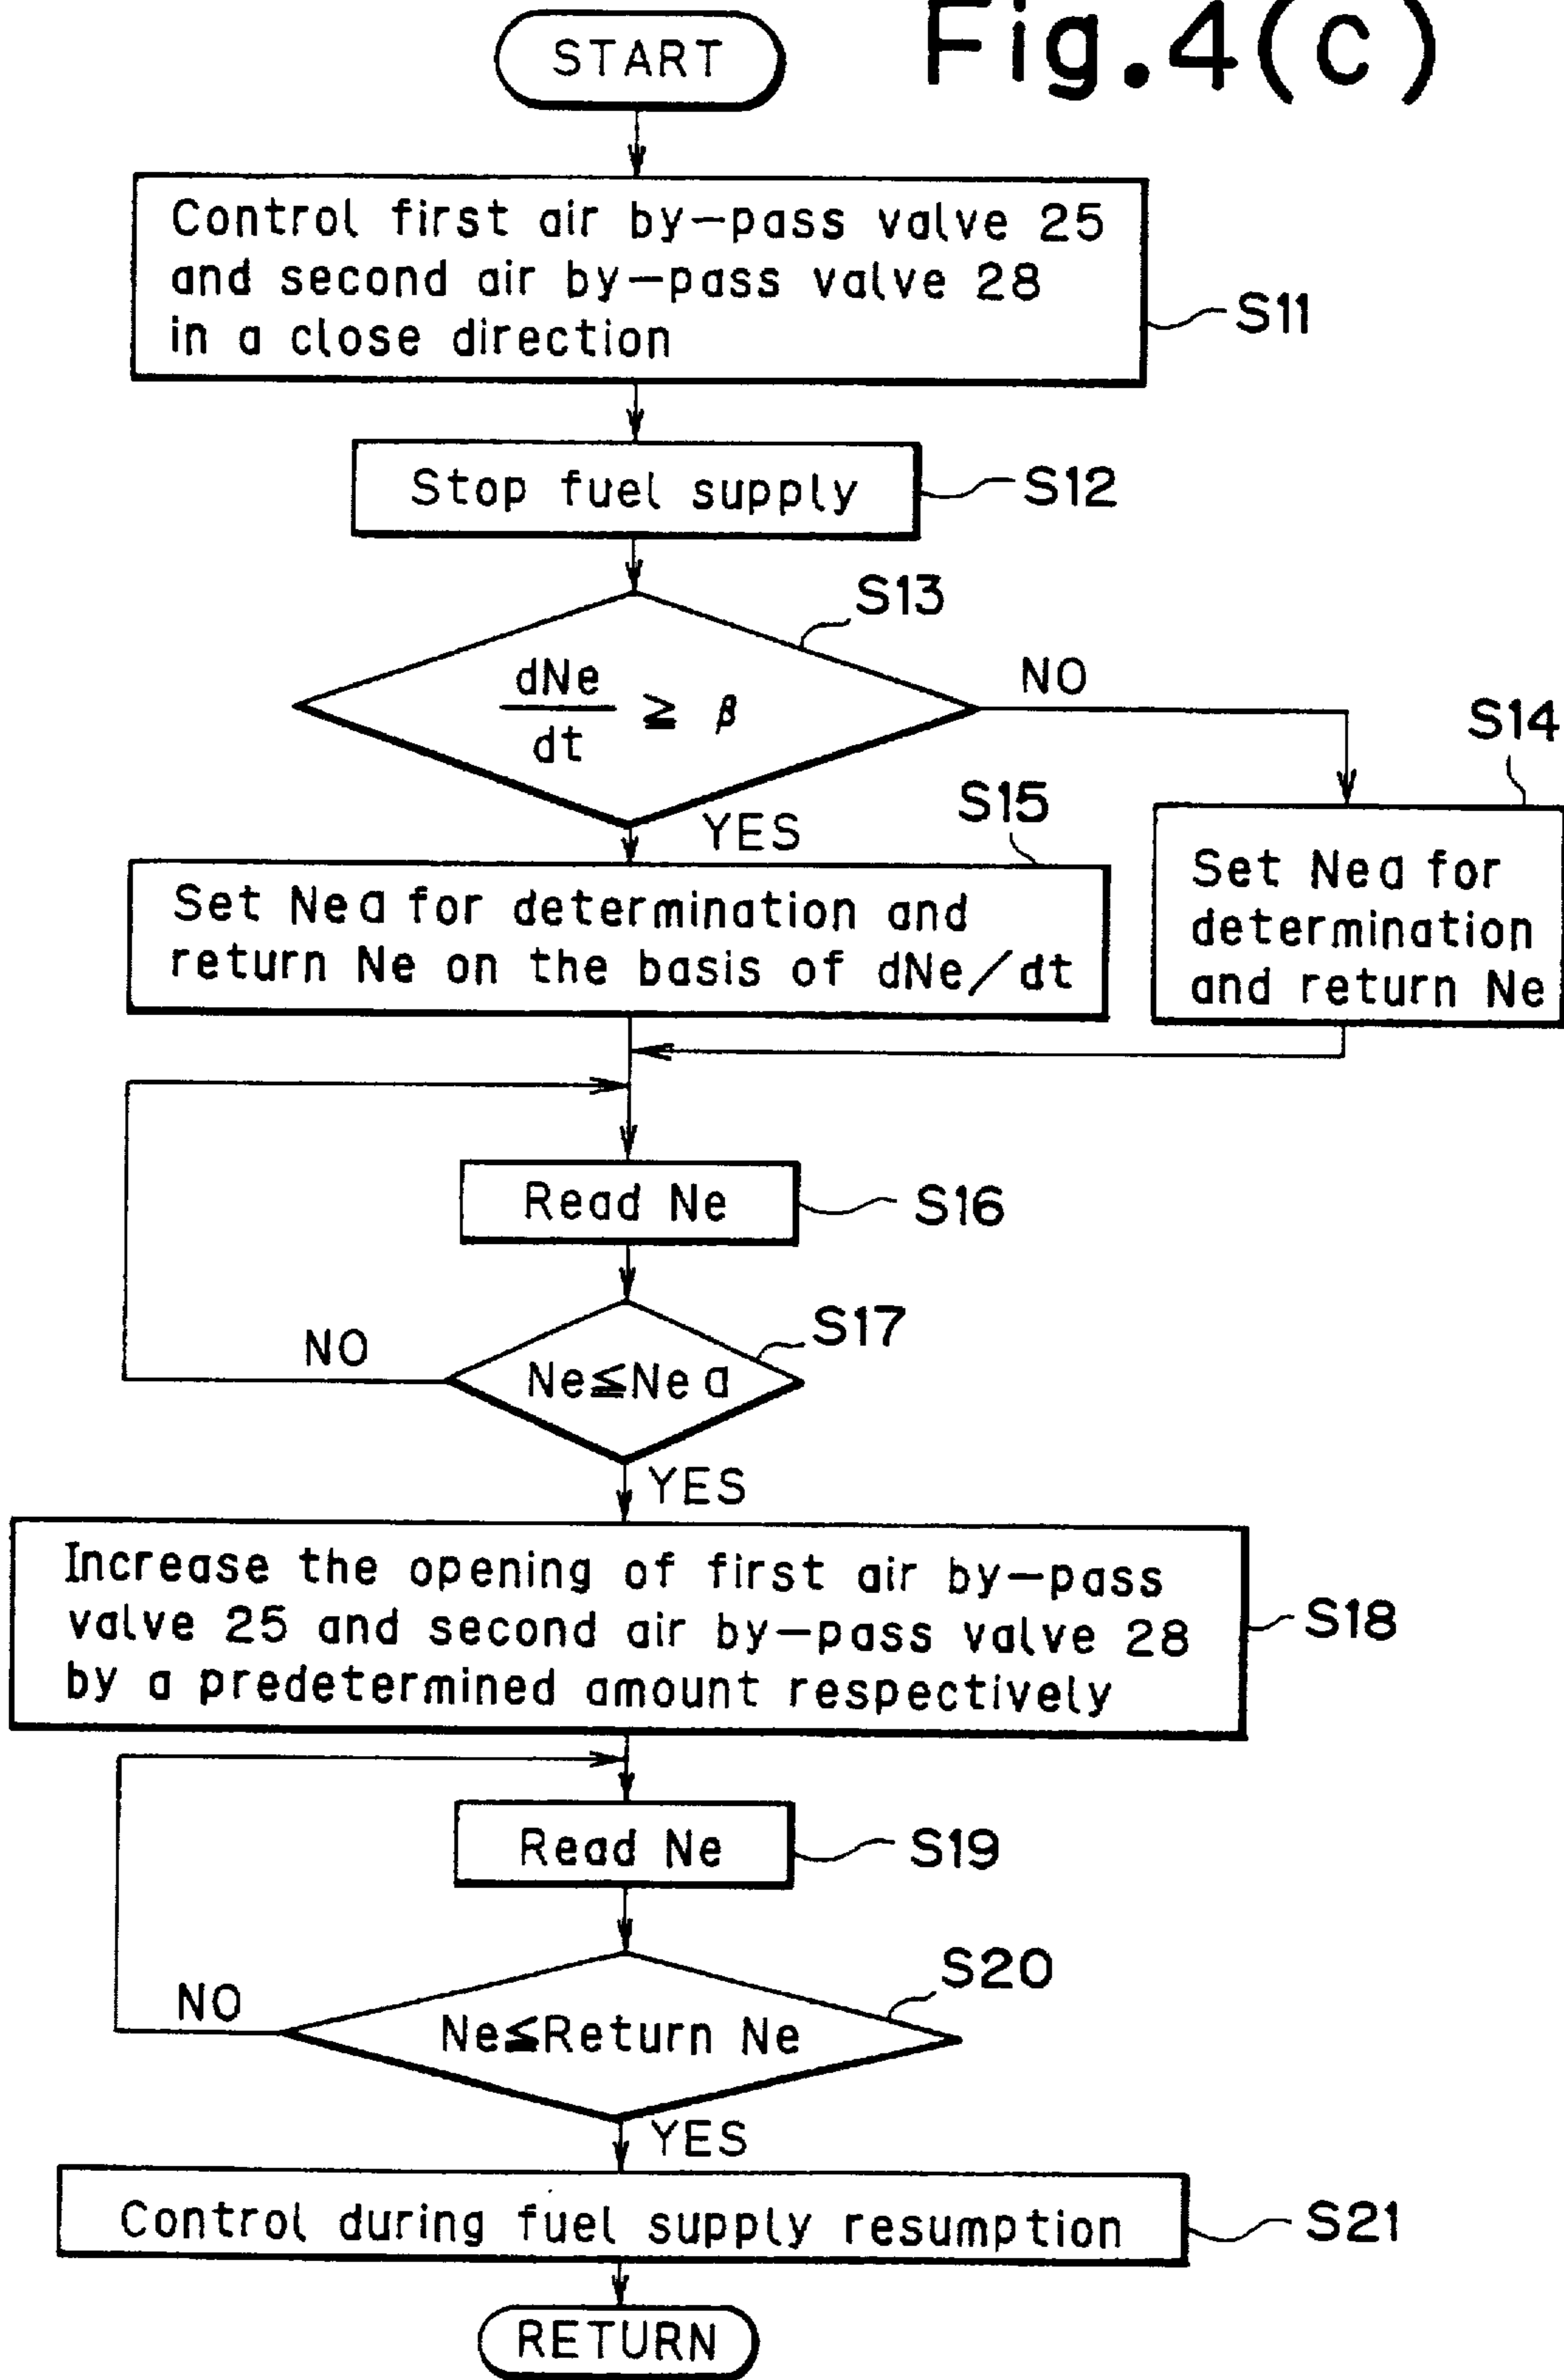 Fig.4(c)
START
Control first air by-pass valve 25
and second air by-pass valve 28
in a close direction
S11
Stop fuel supply
S12
S13
dNe
dt
≧ β
NO
S14
YES
S15
Set Nea for determination and
return Ne on the basis of dNe/dt
Set Nea for
determination
and return Ne
Read Ne
S16
S17
Ne≦Nea
NO
YES
Increase the opening of first air by-pass
valve 25 and second air by-pass valve 28
by a predetermined amount respectively
S18
Read Ne
S19
S20
Ne≦Return Ne
NO
YES
Control during fuel supply resumption
S21
RETURN